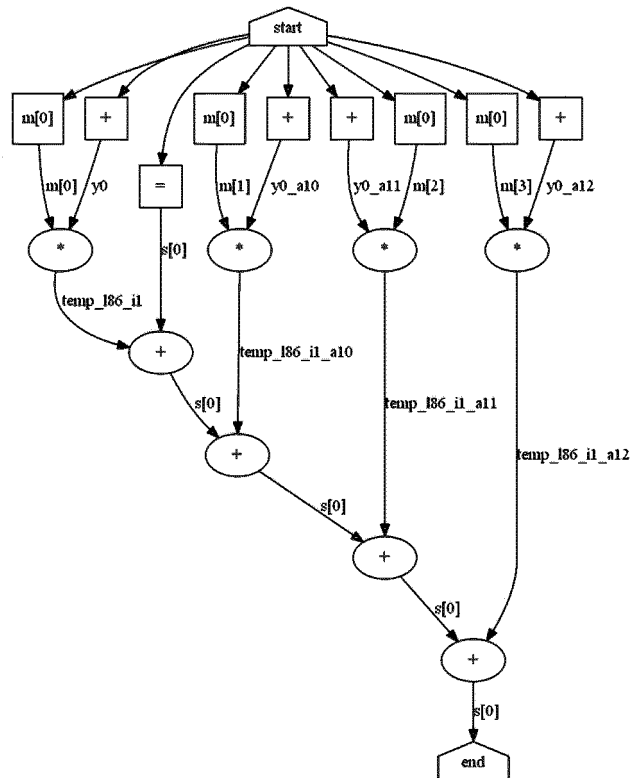 start
m[0]
+
m[0]
+
+
m[0]
m[0]
+
m[0]
y0
=
m[1]
y0_a10
y0_a11
m[2]
m[3]
y0_a12
*
s[0]
*
*
*
temp_l86_i1
+
temp_l86_i1_a10
s[0]
temp_l86_i1_a11
+
temp_l86_i1_a12
s[0]
+
s[0]
+
s[0]
end